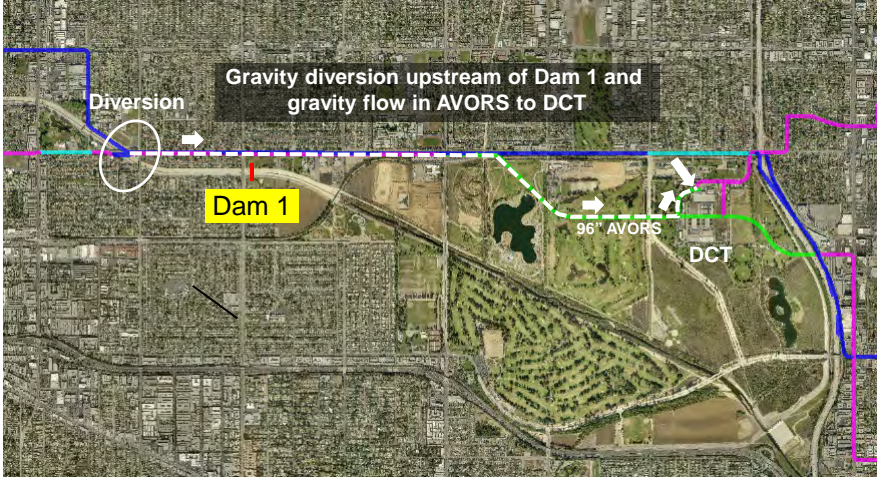 Gravity diversion upstream of Dam 1 and
gravity flow in AVORS to DCT
Diversion
Dam 1
96" AVORS
DCT